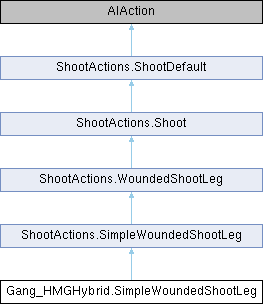 AIAction
ShootActions.ShootDefault
ShootActions.Shoot
ShootActions.WoundedShootLeg
ShootActions.SimpleWoundedShootLeg
Gang_HMGHybrid.SimpleWoundedShootLeg